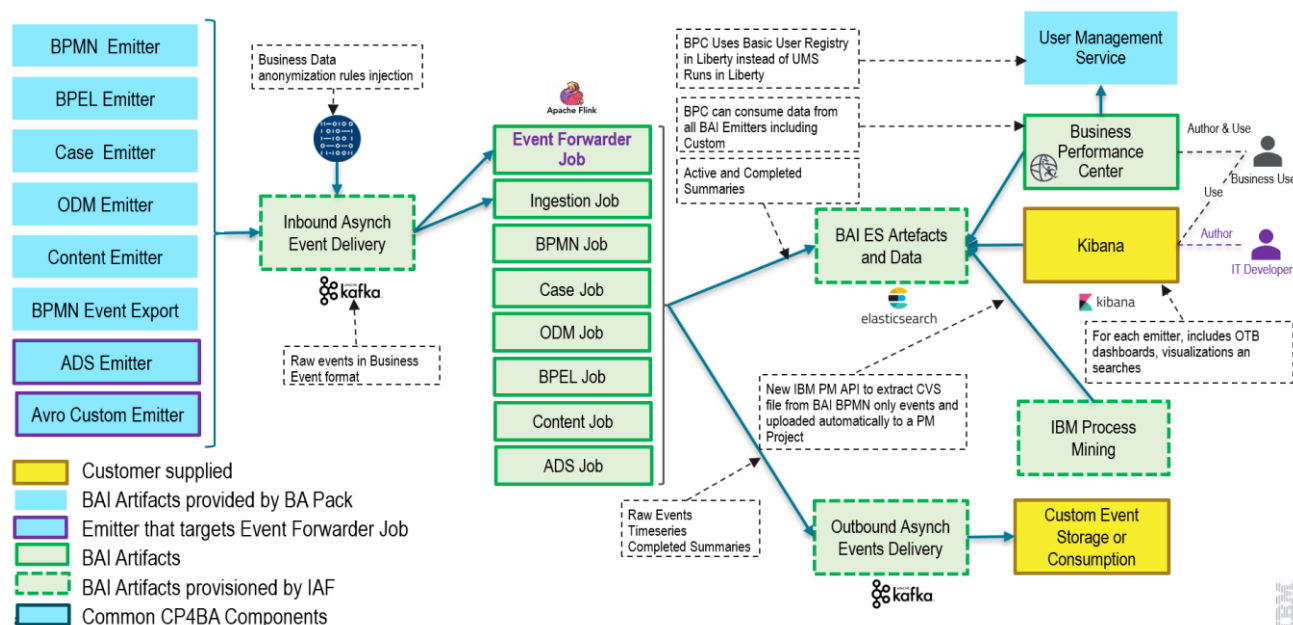 BPMN  Emitter
BPEL Emitter
Case  Emitter
ODM Emitter
Content Emitter
BPMN Event Export
ADS Emitter
Avro Custom Emitter
Customer supplied
BAI Artifacts provided by BA Pack
Emitter that targets Event Forwarder Job
BAI Artifacts
BAI Artifacts provisioned by IAF
Common CP4BA Components
Business Data
anonymization rules injection
Inbound Asynch
Event Delivery
APACHE
kafka
Raw events in Business
Event format
Apache Flink
Event Forwarder
Job
Ingestion Job
BPMN Job
Case Job
ODM Job
BPEL Job
Content Job
ADS Job
BPC Uses Basic User Registry
in Liberty instead of UMS
Runs in Liberty
BPC can consume data from
all BAI Emitters including
Custom
Active and Completed
Summaries
BAI ES Artefacts
and Data
elasticsearch
New IBM PM API to extract CVS
file from BAI BPMN only events and
uploaded automatically to a PM
Project
Raw Events
Timeseries
Completed Summaries
Outbound Asynch
Events Delivery
APACHE
kafka
User Management
Service
Business
Performance
Center
Author & Use
Business Use
Use
Kibana
Author
IT Developer
kibana
For each emitter, includes OTB
dashboards, visualizations an
searches
IBM Process
Mining
Custom Event
Storage or
Consumption
IBM